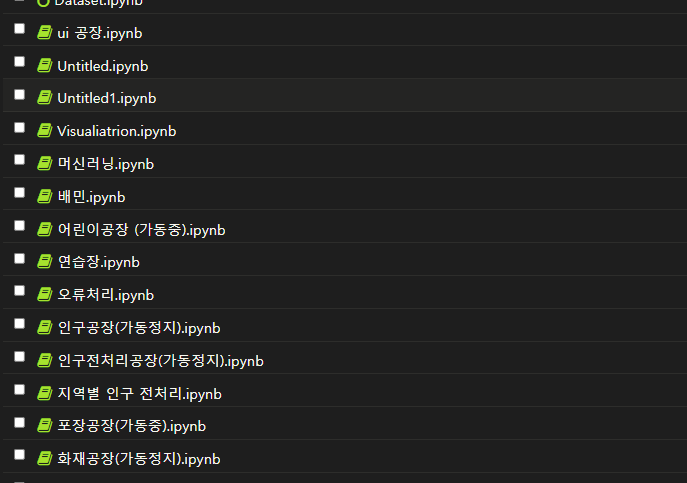 Dataset.ipynb
ui 공장.ipynb
Untitled.ipynb
Untitled1.ipynb
Visualiatrion.ipynb
머신러닝.ipynb
배민.ipynb
어린이공장 (가동중).ipynb
연습장.ipynb
오류처리.ipynb
인구공장(가동정지).ipynb
인구전처리공장(가동정지).ipynb
지역별 인구 전처리.ipynb
포장공장(가동중).ipynb
화재공장(가동정지).ipynb